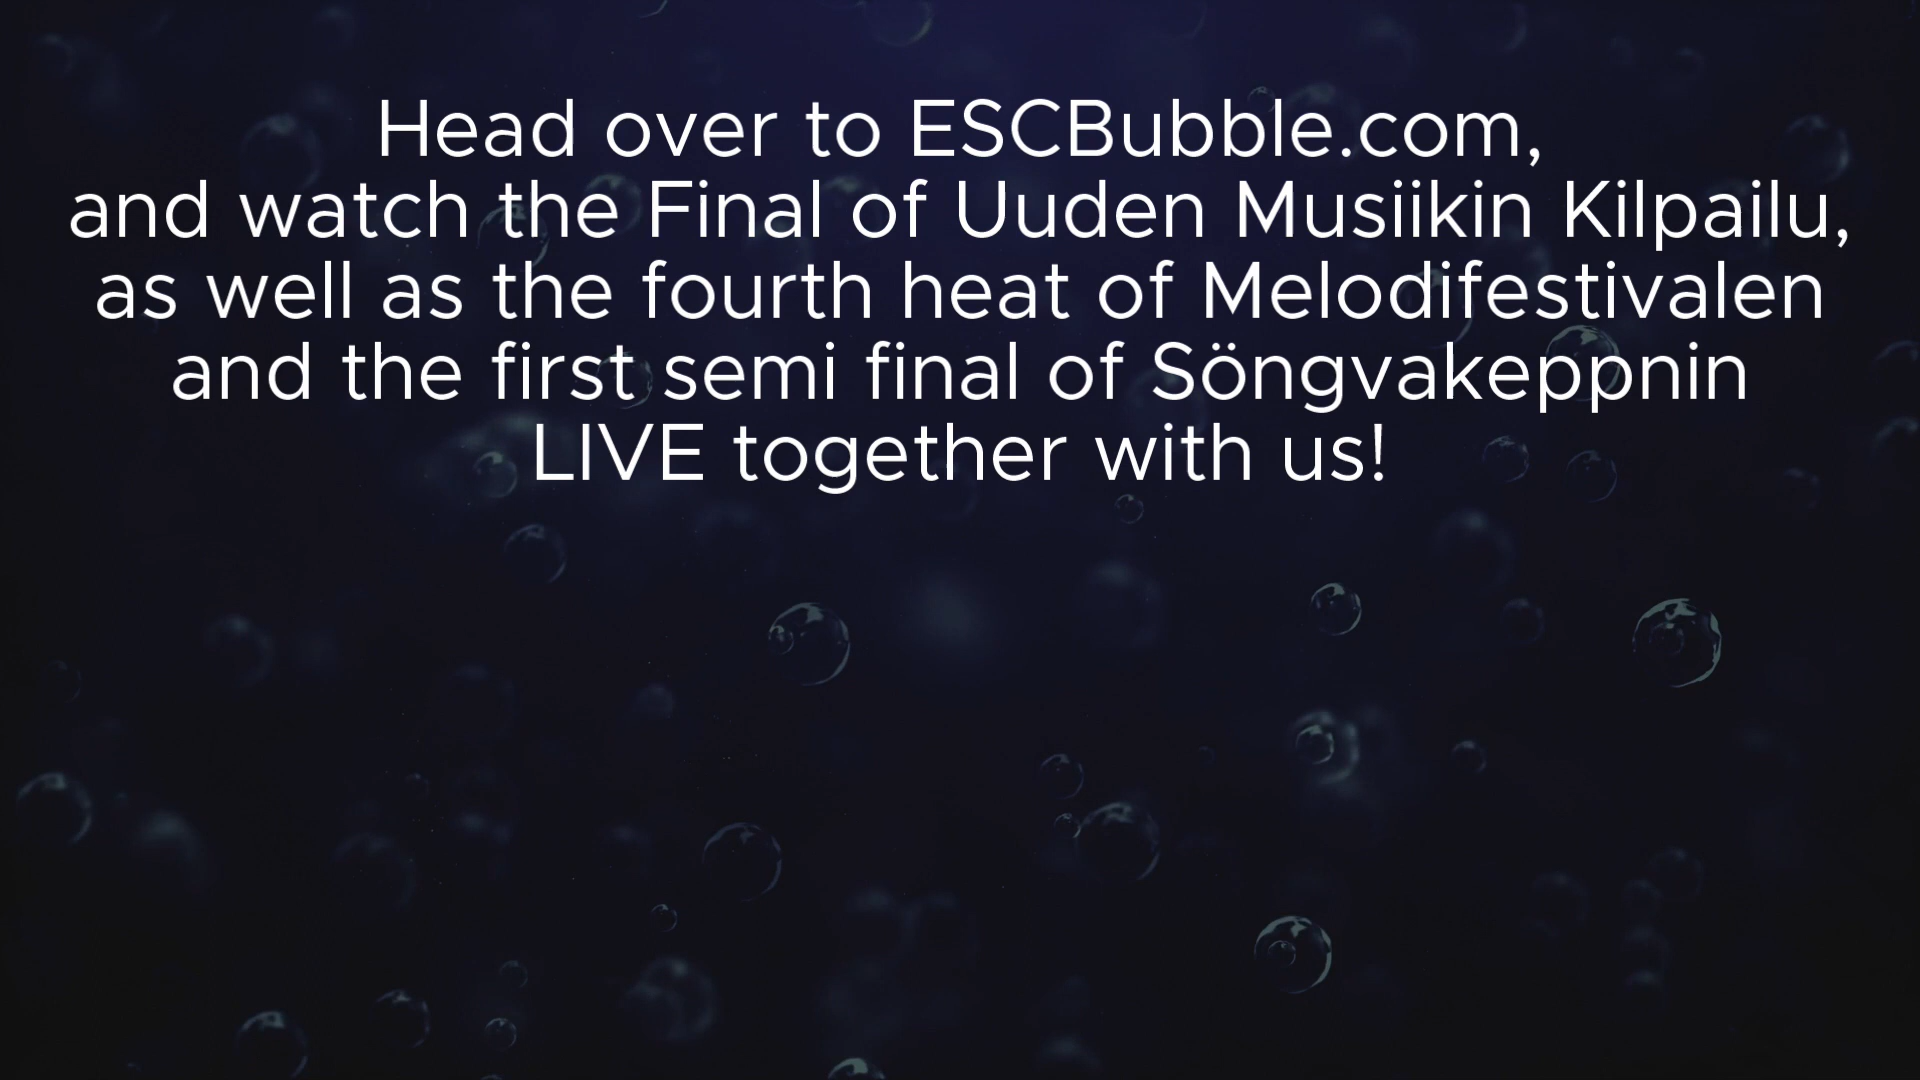 Head over to ESCBubble.com,
and watch the Final of Uuden Musiikin Kilpailu,
as well as the fourth heat of Melodifestivalen
and the first semi final of Söngvakeppnin
LIVE together with us!